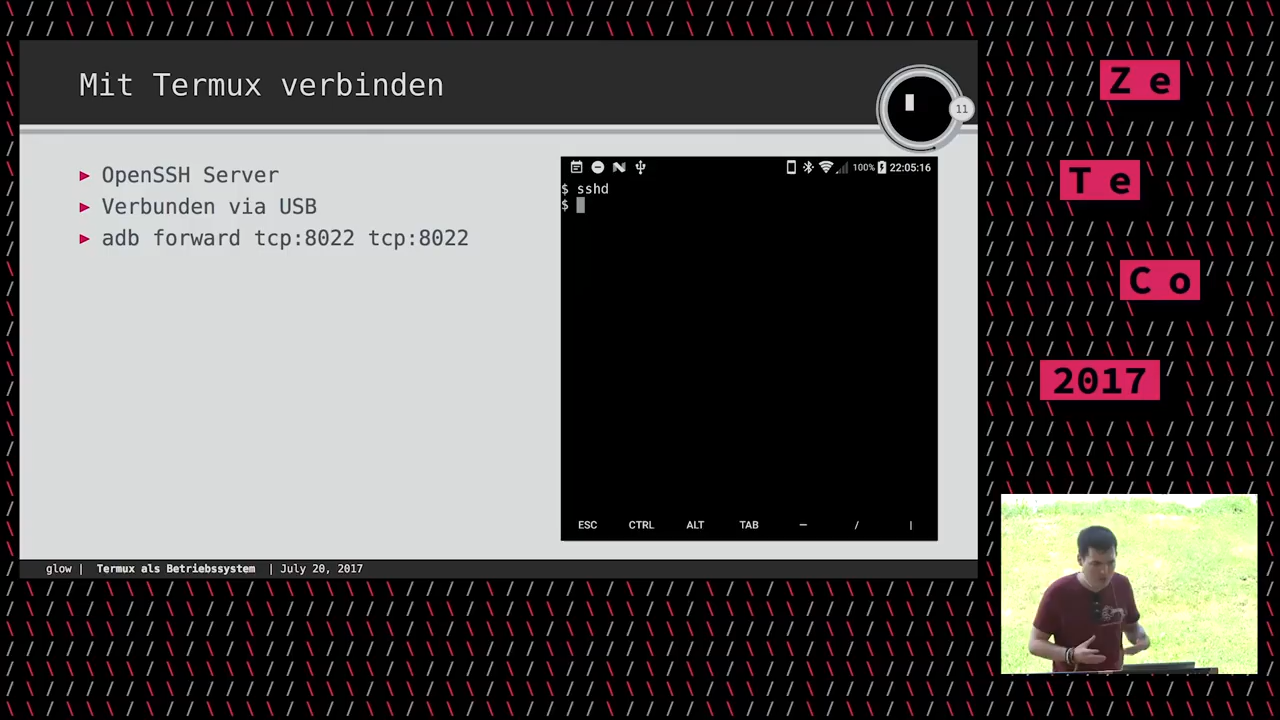 Mit Termux verbinden
11
► OpenSSH Server
► Verbunden via USB
► adb forward tcp:8022 tcp:8022
100% 22:05:16
$ sshd
$
ESC CTRL ALT TAB — / |
glow | Termux als Betriebssystem | July 20, 2017
Ze
Te
Co
2017